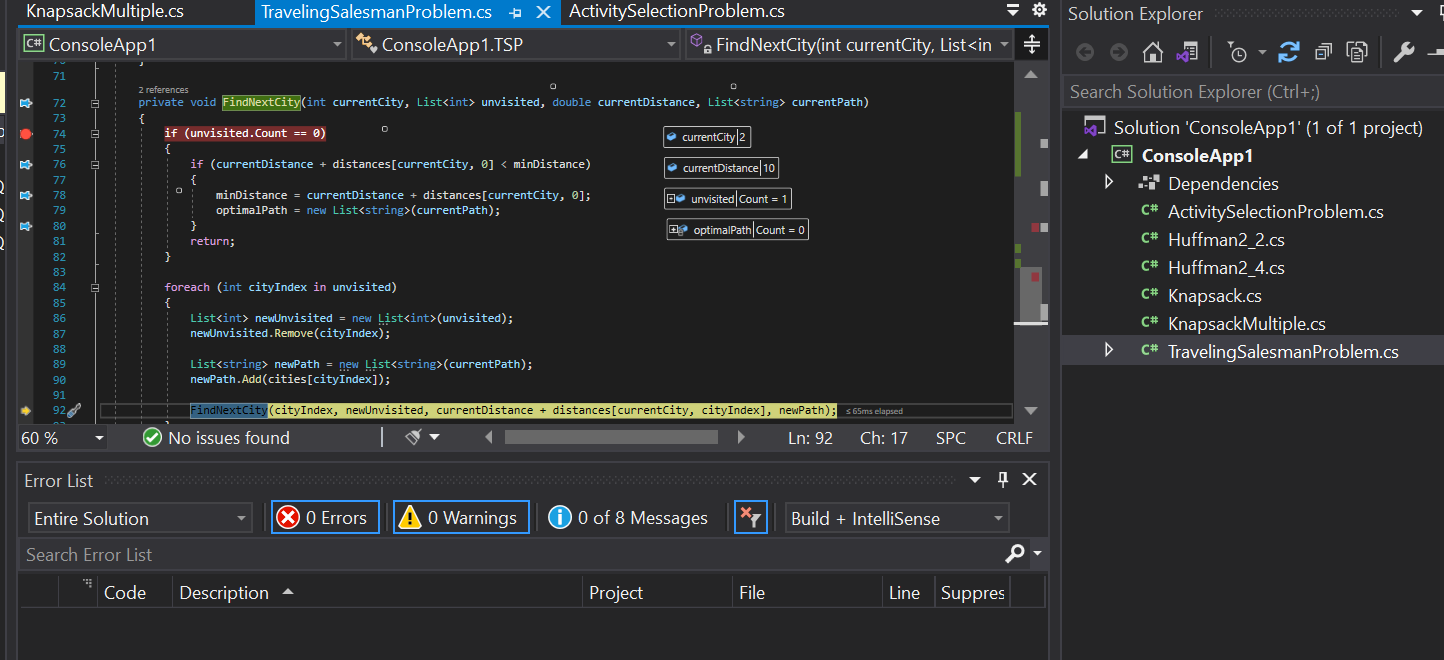 KnapsackMultiple.cs TravelingSalesmanProblem.cs ActivitySelectionProblem.cs
C# ConsoleApp1 ConsoleApp1.TSP FindNextCity(int currentCity, List<in
71
2 references
72 private void FindNextCity(int currentCity, List<int> unvisited, double currentDistance, List<string> currentPath)
73 {
74 if (unvisited.Count == 0) currentCity 2
75 {
76 if (currentDistance + distances[currentCity, 0] < minDistance) currentDistance 10
77 {
78 minDistance = currentDistance + distances[currentCity, 0]; unvisited Count = 1
79 optimalPath = new List<string>(currentPath);
80 } optimalPath Count = 0
81 return;
82 }
83
84 foreach (int cityIndex in unvisited)
85 {
86 List<int> newUnvisited = new List<int>(unvisited);
87 newUnvisited.Remove(cityIndex);
88
89 List<string> newPath = new List<string>(currentPath);
90 newPath.Add(cities[cityIndex]);
91
92 FindNextCity(cityIndex, newUnvisited, currentDistance + distances[currentCity, cityIndex], newPath); ≤ 65ms elapsed
60 % No issues found Ln: 92 Ch: 17 SPC CRLF
Error List
Entire Solution 0 Errors 0 Warnings 0 of 8 Messages Build + IntelliSense
Search Error List
Code Description Project File Line Suppres
Solution Explorer
Search Solution Explorer (Ctrl+;)
Solution 'ConsoleApp1' (1 of 1 project)
C# ConsoleApp1
Dependencies
C# ActivitySelectionProblem.cs
C# Huffman2_2.cs
C# Huffman2_4.cs
C# Knapsack.cs
C# KnapsackMultiple.cs
C# TravelingSalesmanProblem.cs